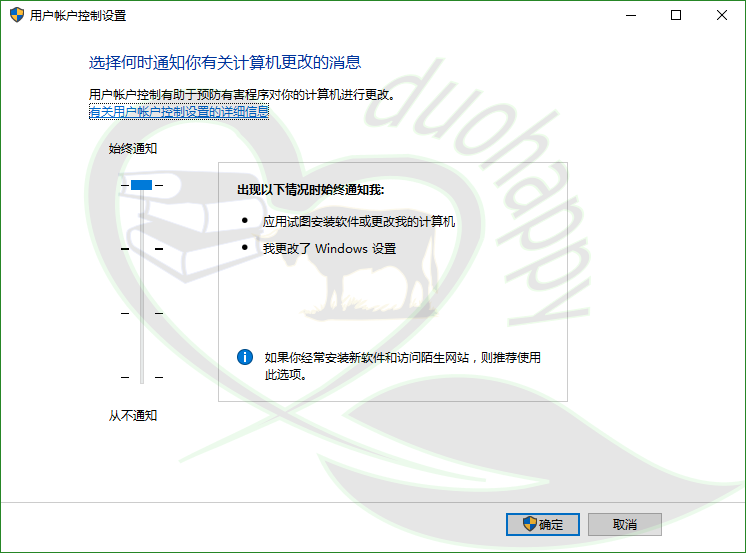 用户帐户控制设置
选择何时通知你有关计算机更改的消息
用户帐户控制有助于预防有害程序对你的计算机进行更改。
有关用户帐户控制设置的详细信息
始终通知
出现以下情况时始终通知我:
● 应用试图安装软件或更改我的计算机
● 我更改了 Windows 设置
如果你经常安装新软件和访问陌生网站，则推荐使用
此选项。
从不通知
确定
取消
duohappy